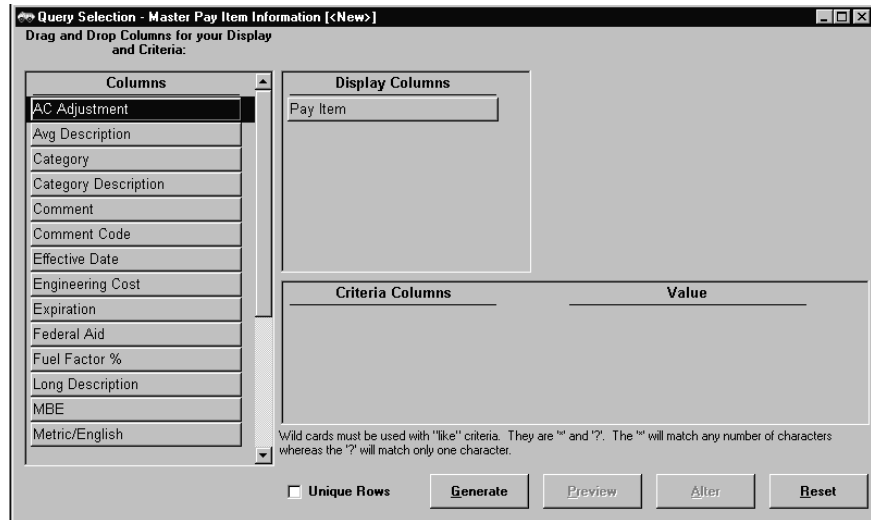 Query Selection - Master Pay Item Information [<New>]
Drag and Drop Columns for your Display
and Criteria:
Columns
AC Adjustment
Avg Description
Category
Category Description
Comment
Comment Code
Effective Date
Engineering Cost
Expiration
Federal Aid
Fuel Factor %
Long Description
MBE
Metric/English
Display Columns
Pay Item
Criteria Columns Value
Wild cards must be used with "like" criteria. They are '*' and '?'. The '*' will match any number of characters
whereas the '?' will match only one character.
Unique Rows Generate Preview Alter Reset